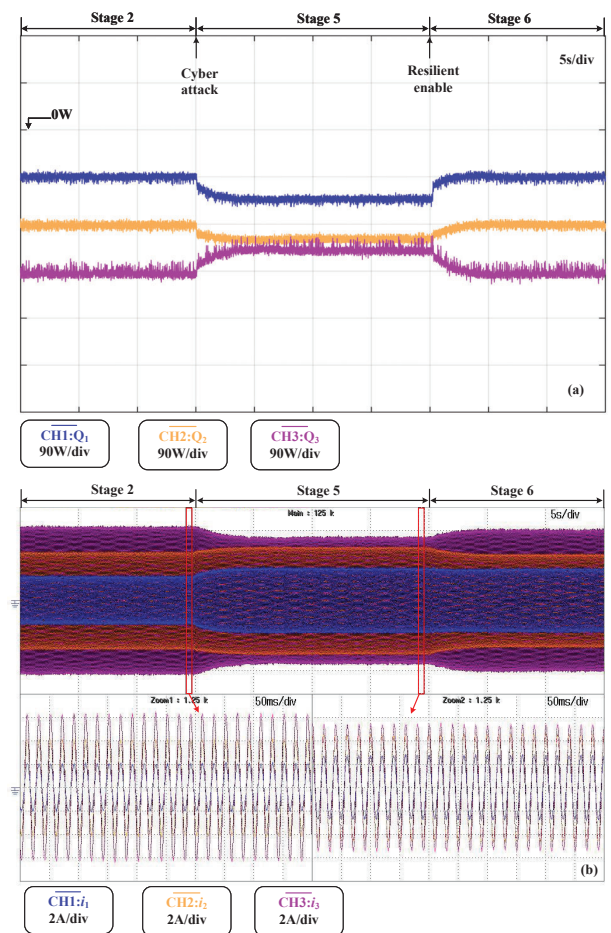 Stage 2 Stage 5 Stage 6
Cyber attack
Resilient enable
5s/div
0W
(a)
CH1:Q₁ 90W/div
CH2:Q₂ 90W/div
CH3:Q₃ 90W/div
Stage 2 Stage 5 Stage 6
Main : 125 k
5s/div
Zoom1 : 1.25 k
50ms/div
Zoom2 : 1.25 k
50ms/div
(b)
CH1:i₁ 2A/div
CH2:i₂ 2A/div
CH3:i₃ 2A/div